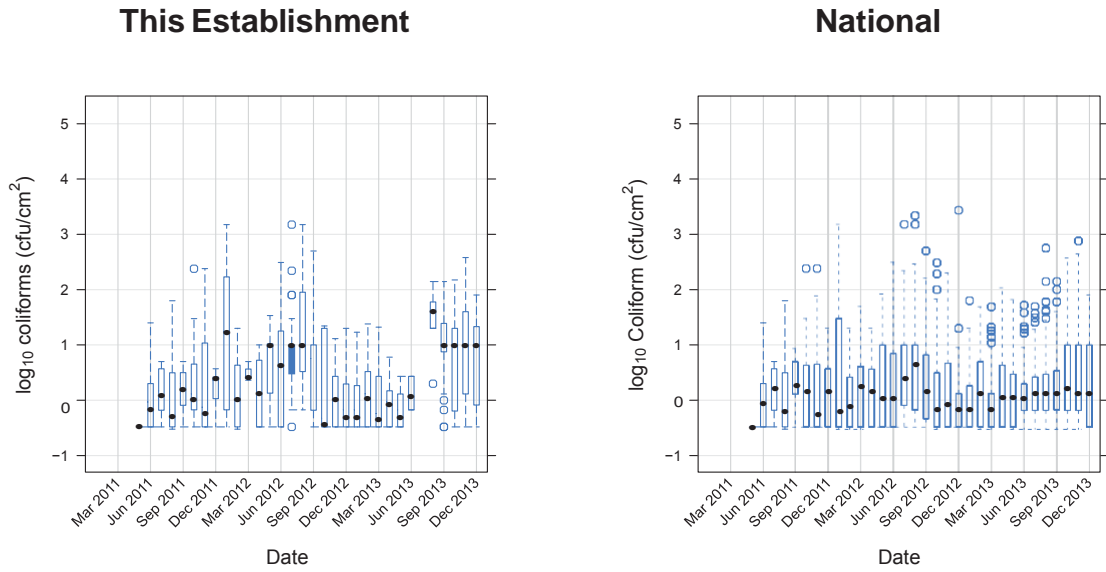 This Establishment
National
log10 coliforms (cfu/cm²)
5
4
3
2
1
0
−1
Mar 2011
Jun 2011
Sep 2011
Dec 2011
Mar 2012
Jun 2012
Sep 2012
Dec 2012
Mar 2013
Jun 2013
Sep 2013
Dec 2013
Date
log10 Coliform (cfu/cm²)
5
4
3
2
1
0
−1
Mar 2011
Jun 2011
Sep 2011
Dec 2011
Mar 2012
Jun 2012
Sep 2012
Dec 2012
Mar 2013
Jun 2013
Sep 2013
Dec 2013
Date